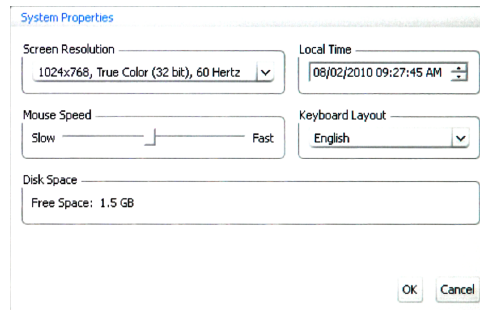 System Properties
Screen Resolution
1024x768, True Color (32 bit), 60 Hertz
Local Time
08/02/2010 09:27:45 AM
Mouse Speed
Slow Fast
Keyboard Layout
English
Disk Space
Free Space: 1.5 GB
OK Cancel